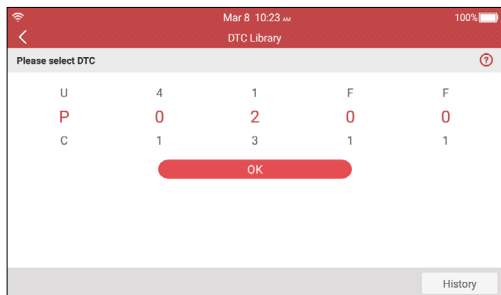 Mar 8 10:23 AM 100%
DTC Library
Please select DTC ?
U 4 1 F F
P 0 2 0 0
C 1 3 1 1
OK
History